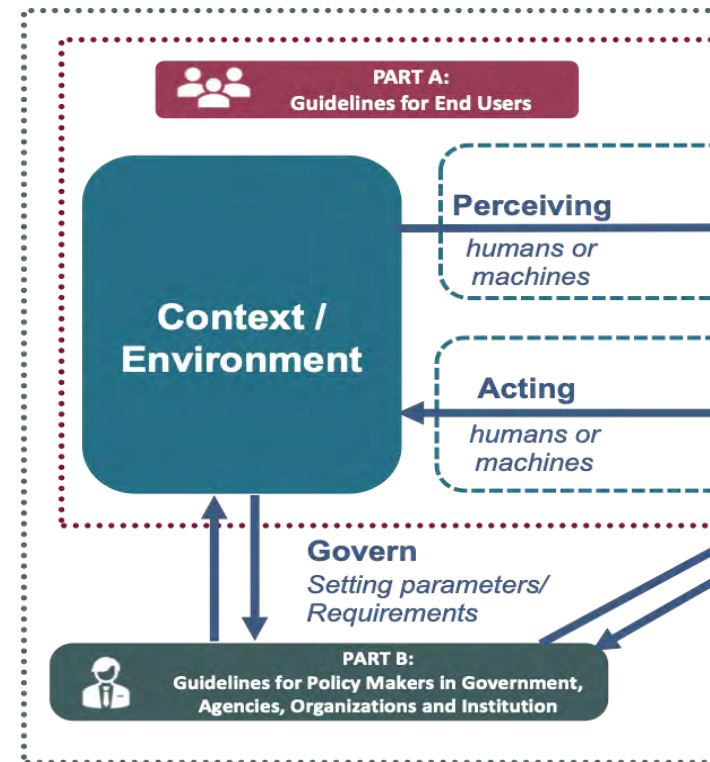 PART A:
Guidelines for End Users
Perceiving
humans or
machines
Context /
Environment
Acting
humans or
machines
Govern
Setting parameters/
Requirements
PART B:
Guidelines for Policy Makers in Government,
Agencies, Organizations and Institution